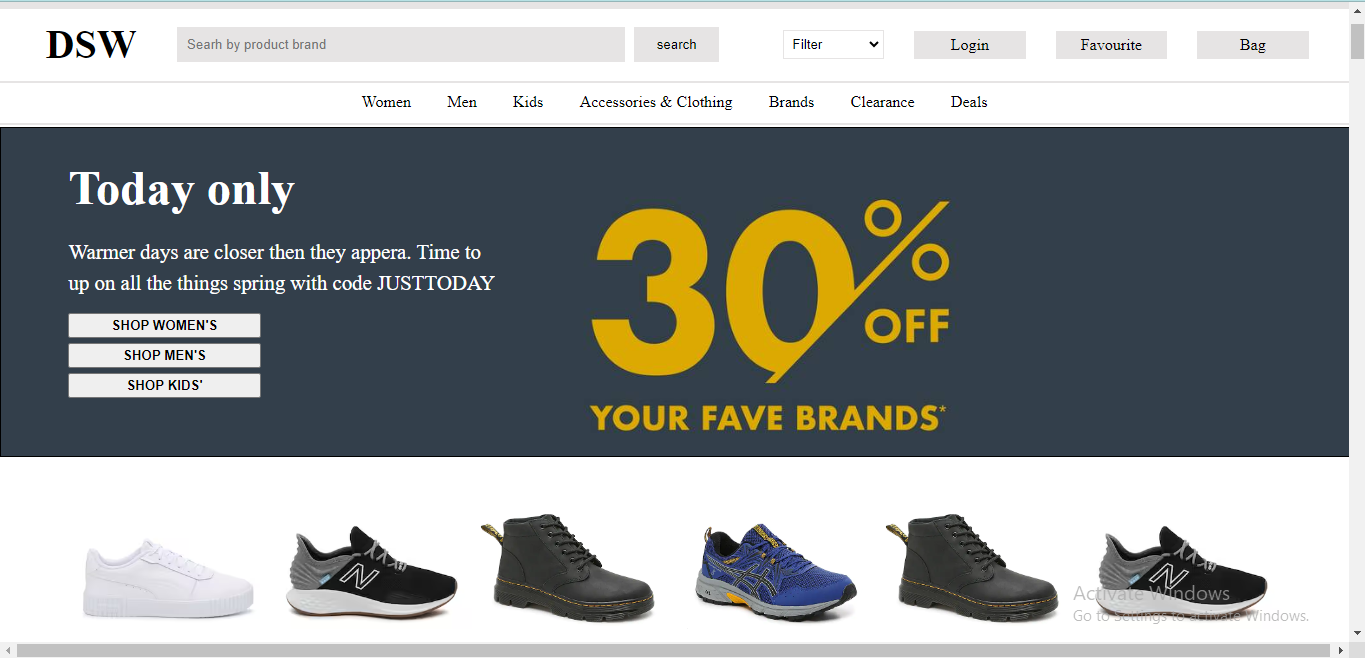 DSW
Searh by product brand
search
Filter
Login
Favourite
Bag
Women Men Kids Accessories & Clothing Brands Clearance Deals
Today only
Warmer days are closer then they appera. Time to
up on all the things spring with code JUSTTODAY
SHOP WOMEN'S
SHOP MEN'S
SHOP KIDS'
30%
OFF
YOUR FAVE BRANDS*
N
N
Activate Windows
Go to Settings to activate Windows.